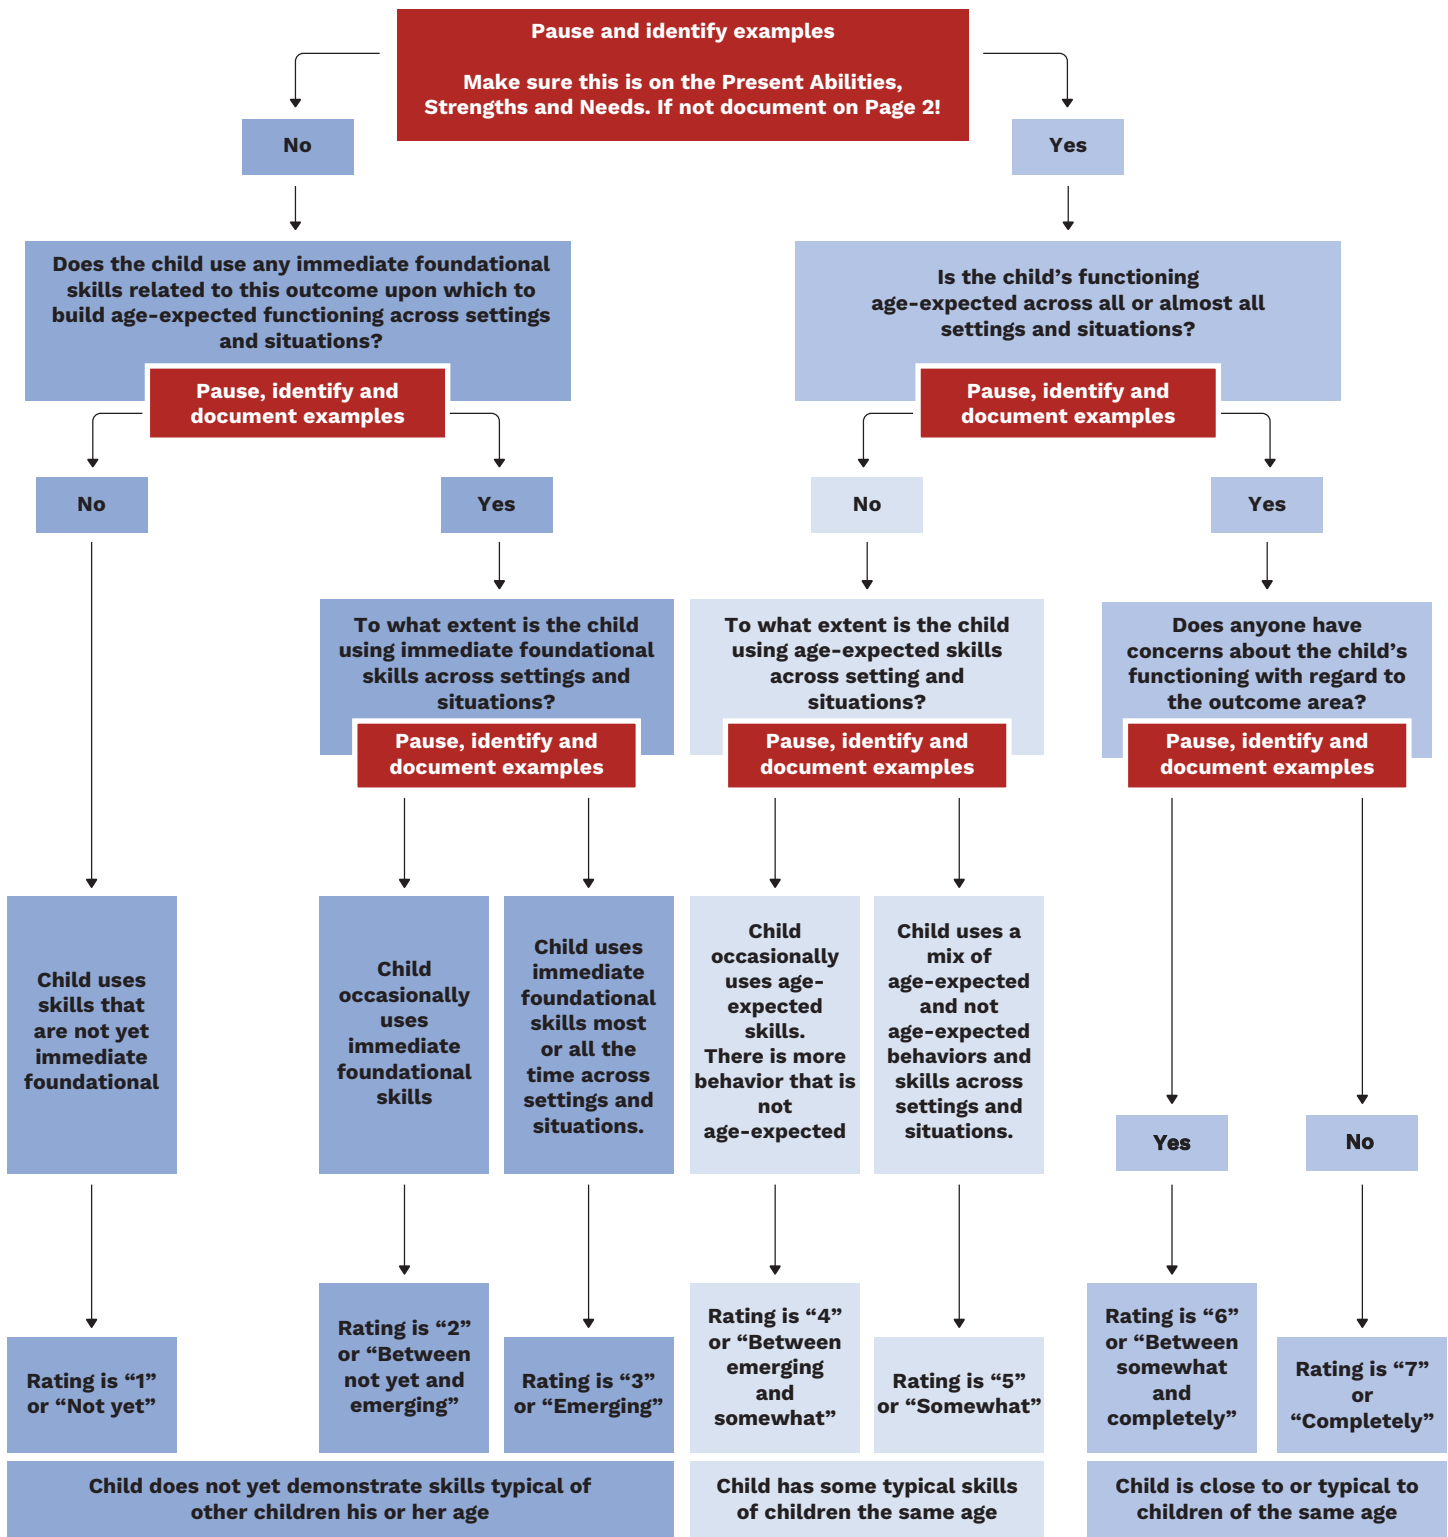 Pause and identify examples
Make sure this is on the Present Abilities,
Strengths and Needs. If not document on Page 2!
No
Yes
Does the child use any immediate foundational
skills related to this outcome upon which to
build age-expected functioning across settings
and situations?
Pause, identify and
document examples
Is the child’s functioning
age-expected across all or almost all
settings and situations?
Pause, identify and
document examples
No
Yes
No
Yes
To what extent is the child
using immediate foundational
skills across settings and
situations?
Pause, identify and
document examples
To what extent is the child
using age-expected skills
across setting and
situations?
Pause, identify and
document examples
Does anyone have
concerns about the child’s
functioning with regard to
the outcome area?
Pause, identify and
document examples
Child uses
skills that
are not yet
immediate
foundational
Child
occasionally
uses
immediate
foundational
skills
Child uses
immediate
foundational
skills most
or all the
time across
settings and
situations.
Child
occasionally
uses age-
expected
skills.
There is more
behavior that is
not
age-expected
Child uses a
mix of
age-expected
and not
age-expected
behaviors and
skills across
settings and
situations.
Yes
No
Rating is “1”
or “Not yet”
Rating is “2”
or “Between
not yet and
emerging”
Rating is “3”
or “Emerging”
Rating is “4”
or “Between
emerging
and
somewhat”
Rating is “5”
or “Somewhat”
Rating is “6”
or “Between
somewhat
and
completely”
Rating is “7”
or
“Completely”
Child does not yet demonstrate skills typical of
other children his or her age
Child has some typical skills
of children the same age
Child is close to or typical to
children of the same age